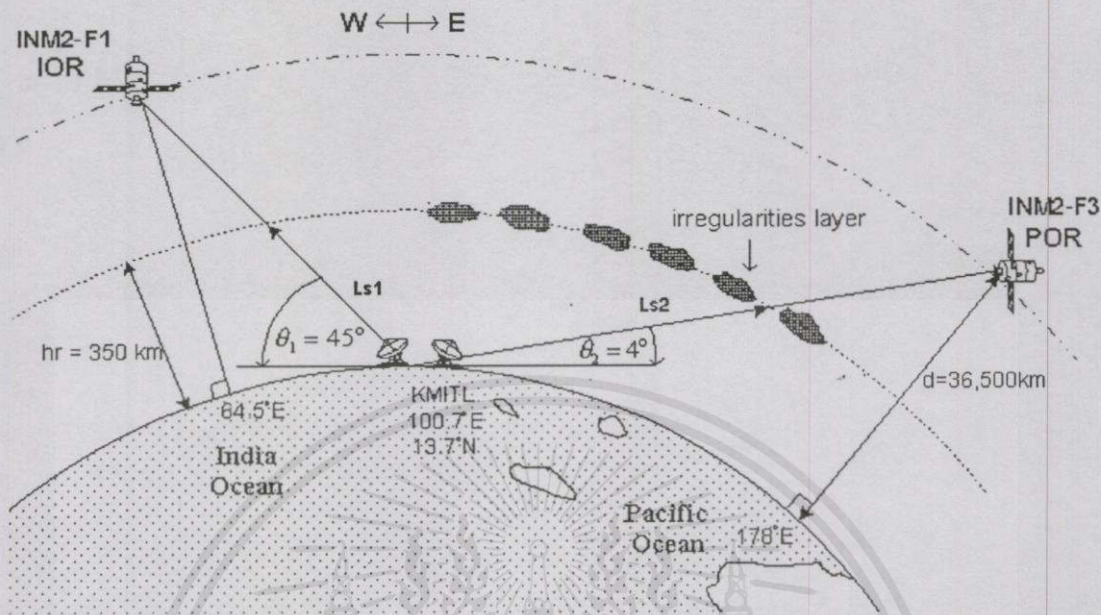 W E
INM2-F1
IOR
INM2-F3
POR
irregularities layer
Ls1
Ls2
θ₁ = 45°
θ₂ = 4°
hr = 350 km
d=36,500km
64.5°E
KMITL
100.7°E
13.7°N
India
Ocean
Pacific
Ocean
178°E